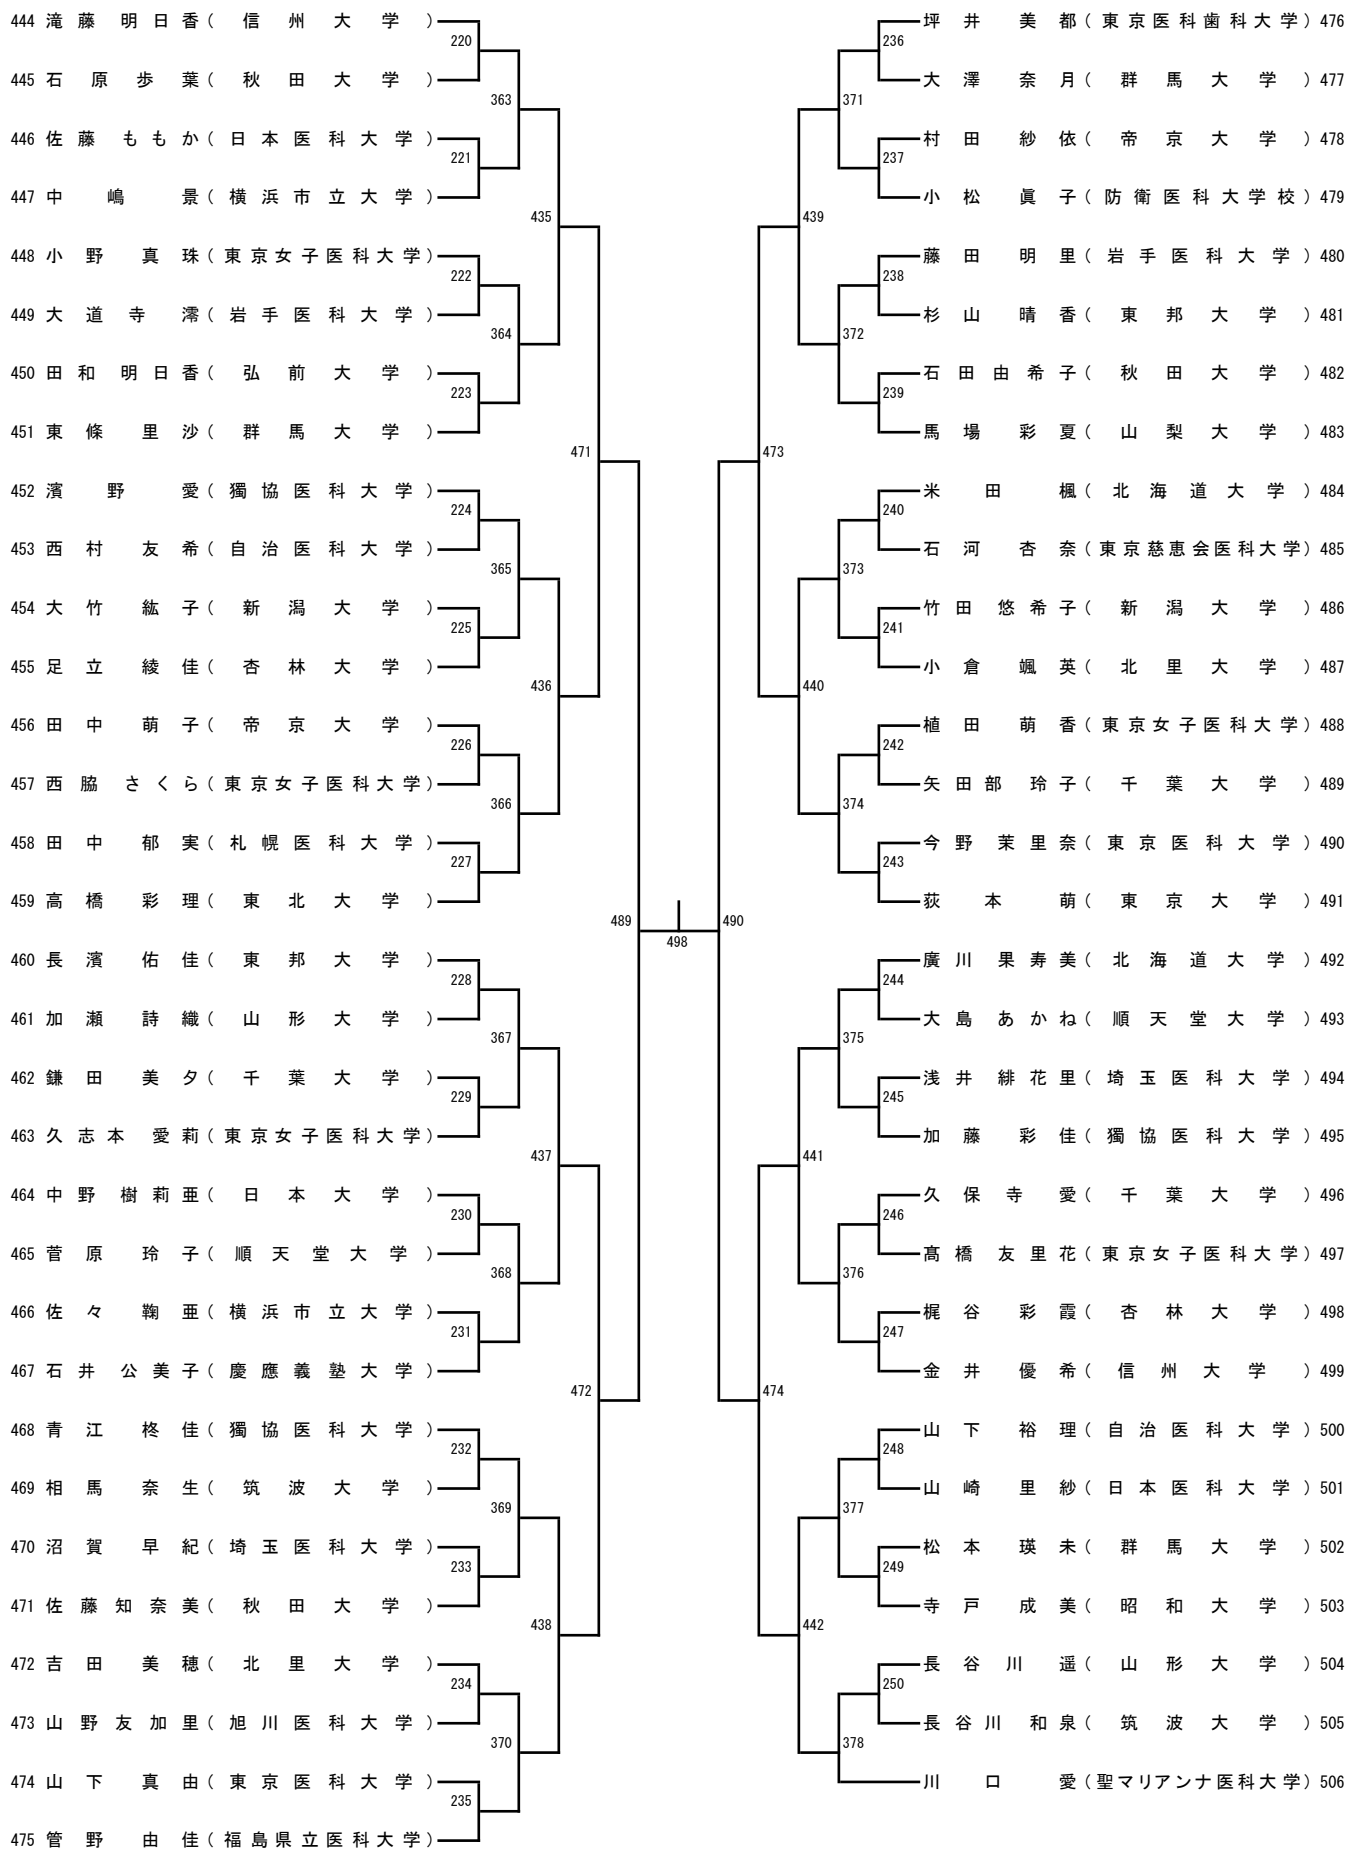 444 滝藤 明日香（信州大学）
220
445 石原歩葉（秋田大学）
363
446 佐藤 ももか（日本医科大学）
221
447 中嶋 景（横浜市立大学）
435
448 小野 真珠（東京女子医科大学）
222
449 大道寺 澪（岩手医科大学）
364
450 田和 明日香（弘前大学）
223
451 東條 里沙（群馬大学）
471
452 濱野 愛（獨協医科大学）
224
453 西村 友希（自治医科大学）
365
454 大竹 紘子（新潟大学）
225
455 足立 綾佳（杏林大学）
436
456 田中 萌子（帝京大学）
226
457 西脇 さくら（東京女子医科大学）
366
458 田中 郁実（札幌医科大学）
227
459 高橋 彩理（東北大学）
489
498
460 長濱 佑佳（東邦大学）
228
461 加瀬 詩織（山形大学）
367
462 鎌田 美夕（千葉大学）
229
463 久志本 愛莉（東京女子医科大学）
437
464 中野 樹莉亜（日本大学）
230
465 菅原 玲子（順天堂大学）
368
466 佐々 鞠亜（横浜市立大学）
231
467 石井 公美子（慶應義塾大学）
472
468 青江 柊佳（獨協医科大学）
232
469 相馬 奈生（筑波大学）
369
470 沼賀 早紀（埼玉医科大学）
233
471 佐藤 知奈美（秋田大学）
438
472 吉田 美穂（北里大学）
234
473 山野 友加里（旭川医科大学）
370
474 山下 真由（東京医科大学）
235
475 管野 由佳（福島県立医科大学）
坪井 美都（東京医科歯科大学）476
236
大澤 奈月（群馬大学）477
371
村田 紗依（帝京大学）478
237
小松 眞子（防衛医科大学校）479
439
藤田 明里（岩手医科大学）480
238
杉山 晴香（東邦大学）481
372
石田 由希子（秋田大学）482
239
馬場 彩夏（山梨大学）483
473
米田 楓（北海道大学）484
240
石河 杏奈（東京慈恵会医科大学）485
373
竹田 悠希子（新潟大学）486
241
小倉 颯英（北里大学）487
440
植田 萌香（東京女子医科大学）488
242
矢田部 玲子（千葉大学）489
374
今野 茉里奈（東京医科大学）490
243
荻本 萌（東京大学）491
490
廣川 果寿美（北海道大学）492
244
大島 あかね（順天堂大学）493
375
浅井 緋花里（埼玉医科大学）494
245
加藤 彩佳（獨協医科大学）495
441
久保寺 愛（千葉大学）496
246
髙橋 友里花（東京女子医科大学）497
376
梶谷 彩霞（杏林大学）498
247
金井 優希（信州大学）499
474
山下 裕理（自治医科大学）500
248
山崎 里紗（日本医科大学）501
377
松本 瑛未（群馬大学）502
249
寺戸 成美（昭和大学）503
442
長谷川 遥（山形大学）504
250
長谷川 和泉（筑波大学）505
378
川口 愛（聖マリアンナ医科大学）506